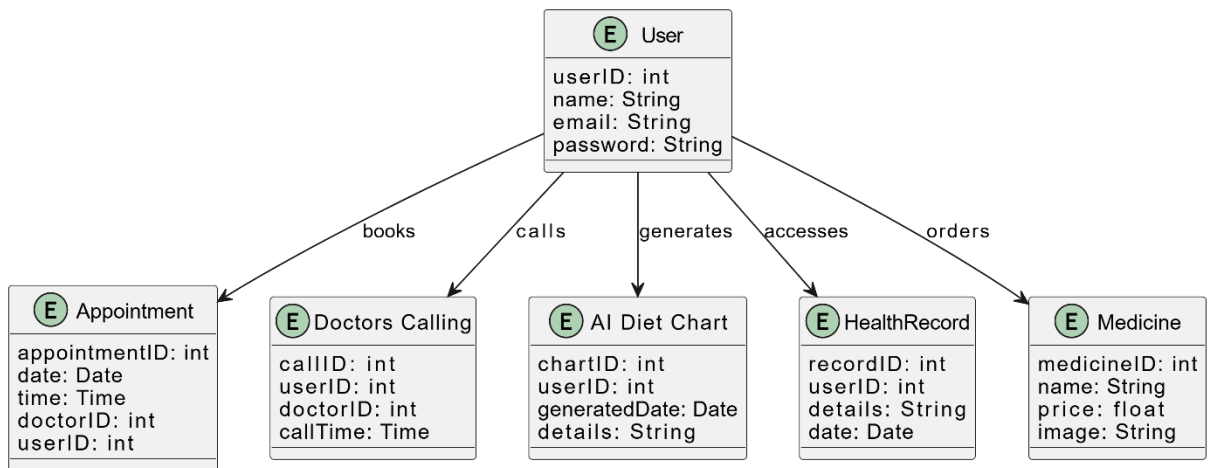 E User
userID: int
name: String
email: String
password: String
books
calls
generates
accesses
orders
E Appointment
appointmentID: int
date: Date
time: Time
doctorID: int
userID: int
E Doctors Calling
callID: int
userID: int
doctorID: int
callTime: Time
E AI Diet Chart
chartID: int
userID: int
generatedDate: Date
details: String
E HealthRecord
recordID: int
userID: int
details: String
date: Date
E Medicine
medicineID: int
name: String
price: float
image: String